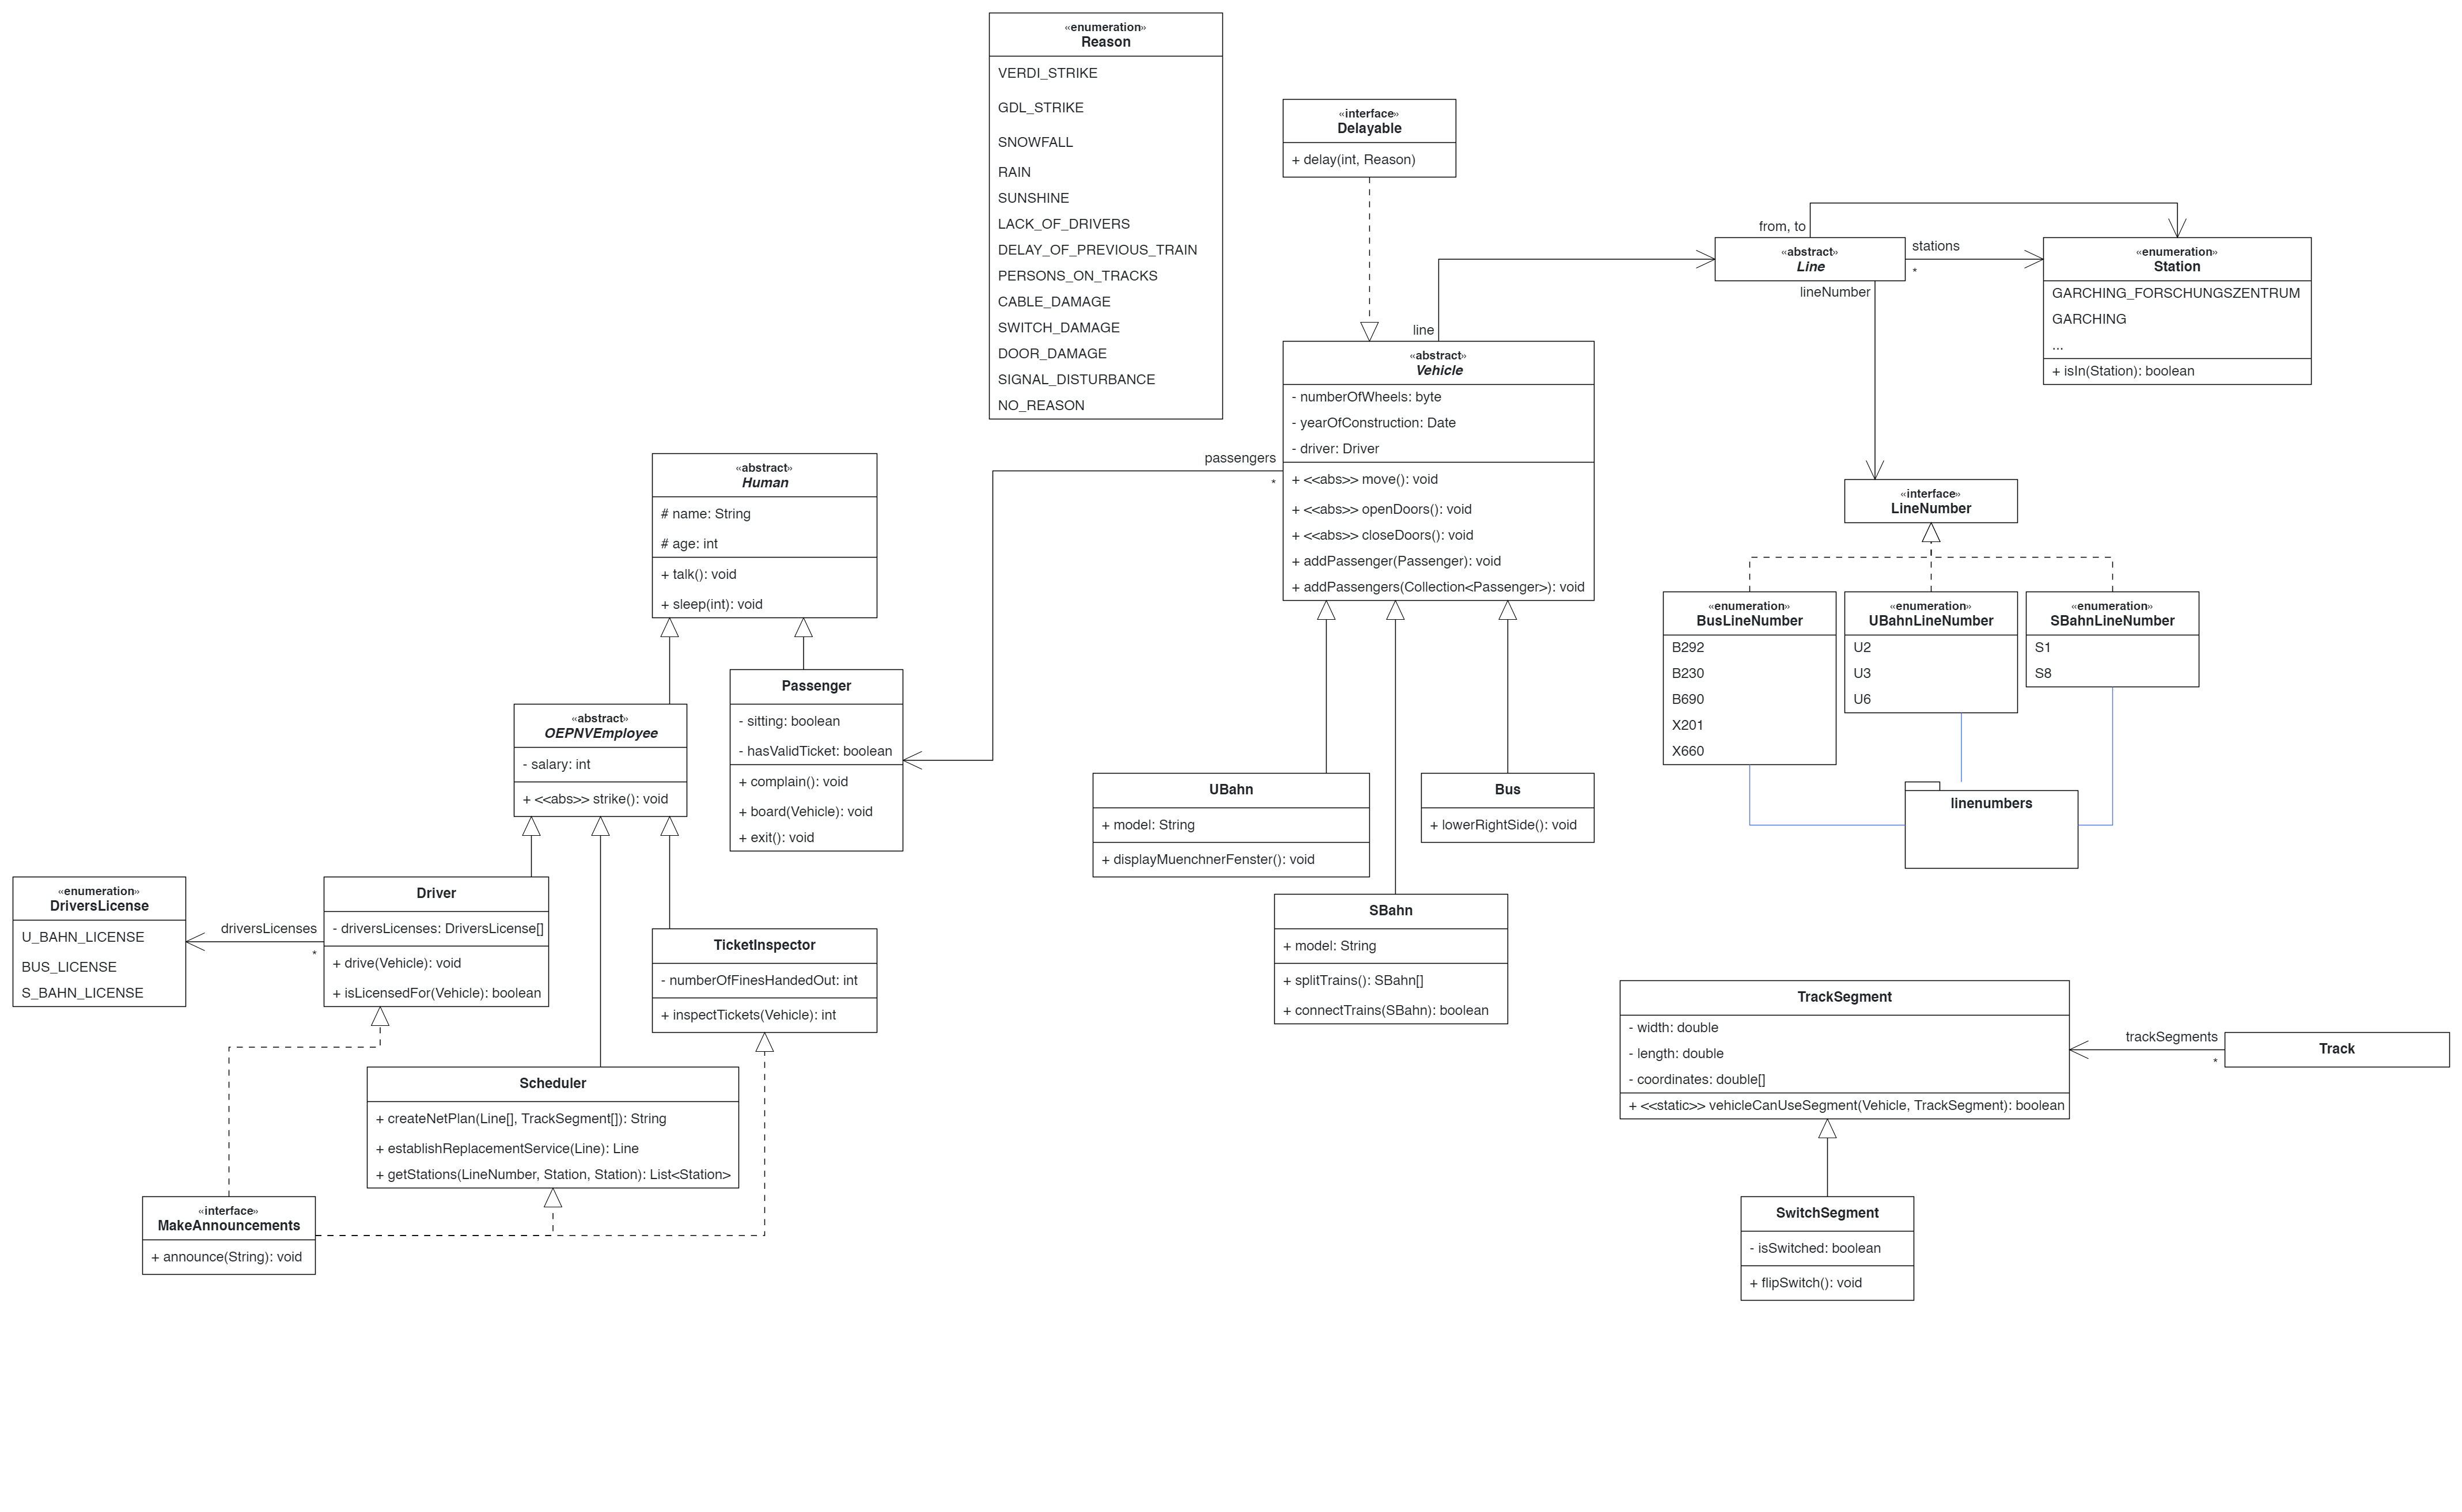 «enumeration»
Reason
VERDI_STRIKE
GDL_STRIKE
SNOWFALL
RAIN
SUNSHINE
LACK_OF_DRIVERS
DELAY_OF_PREVIOUS_TRAIN
PERSONS_ON_TRACKS
CABLE_DAMAGE
SWITCH_DAMAGE
DOOR_DAMAGE
SIGNAL_DISTURBANCE
NO_REASON
«interface»
Delayable
+ delay(int, Reason)
from, to
«abstract»
Line
stations
*
lineNumber
«enumeration»
Station
GARCHING_FORSCHUNGSZENTRUM
GARCHING
...
+ isIn(Station): boolean
line
«abstract»
Vehicle
- numberOfWheels: byte
- yearOfConstruction: Date
- driver: Driver
+ <<abs>> move(): void
+ <<abs>> openDoors(): void
+ <<abs>> closeDoors(): void
+ addPassenger(Passenger): void
+ addPassengers(Collection<Passenger>): void
passengers
*
«abstract»
Human
# name: String
# age: int
+ talk(): void
+ sleep(int): void
«interface»
LineNumber
«enumeration»
BusLineNumber
B292
B230
B690
X201
X660
«enumeration»
UBahnLineNumber
U2
U3
U6
«enumeration»
SBahnLineNumber
S1
S8
linenumbers
Passenger
- sitting: boolean
- hasValidTicket: boolean
+ complain(): void
+ board(Vehicle): void
+ exit(): void
«abstract»
OEPNVEmployee
- salary: int
+ <<abs>> strike(): void
UBahn
+ model: String
+ displayMuenchnerFenster(): void
Bus
+ lowerRightSide(): void
SBahn
+ model: String
+ splitTrains(): SBahn[]
+ connectTrains(SBahn): boolean
«enumeration»
DriversLicense
U_BAHN_LICENSE
BUS_LICENSE
S_BAHN_LICENSE
driversLicenses
*
Driver
- driversLicenses: DriversLicense[]
+ drive(Vehicle): void
+ isLicensedFor(Vehicle): boolean
TicketInspector
- numberOfFinesHandedOut: int
+ inspectTickets(Vehicle): int
Scheduler
+ createNetPlan(Line[], TrackSegment[]): String
+ establishReplacementService(Line): Line
+ getStations(LineNumber, Station, Station): List<Station>
«interface»
MakeAnnouncements
+ announce(String): void
TrackSegment
- width: double
- length: double
- coordinates: double[]
+ <<static>> vehicleCanUseSegment(Vehicle, TrackSegment): boolean
trackSegments
*
Track
SwitchSegment
- isSwitched: boolean
+ flipSwitch(): void